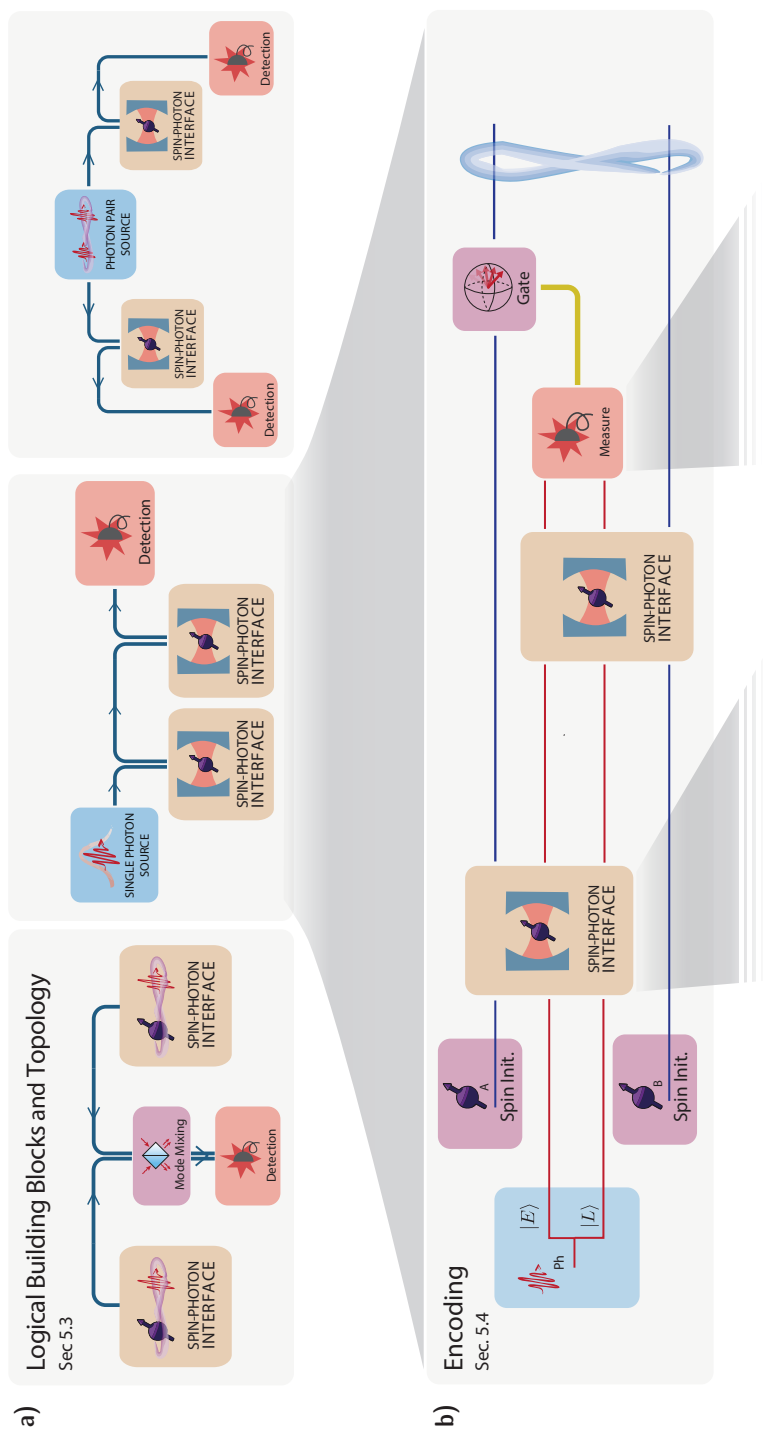 a)
Logical Building Blocks and Topology
Sec 5.3
SPIN-PHOTON
INTERFACE
Mode Mixing
Detection
SPIN-PHOTON
INTERFACE
SINGLE PHOTON
SOURCE
SPIN-PHOTON
INTERFACE
SPIN-PHOTON
INTERFACE
Detection
Detection
SPIN-PHOTON
INTERFACE
PHOTON PAIR
SOURCE
SPIN-PHOTON
INTERFACE
Detection
b)
Encoding
Sec. 5.4
Ph
|E⟩
|L⟩
A
Spin Init.
B
Spin Init.
SPIN-PHOTON
INTERFACE
SPIN-PHOTON
INTERFACE
Measure
Gate